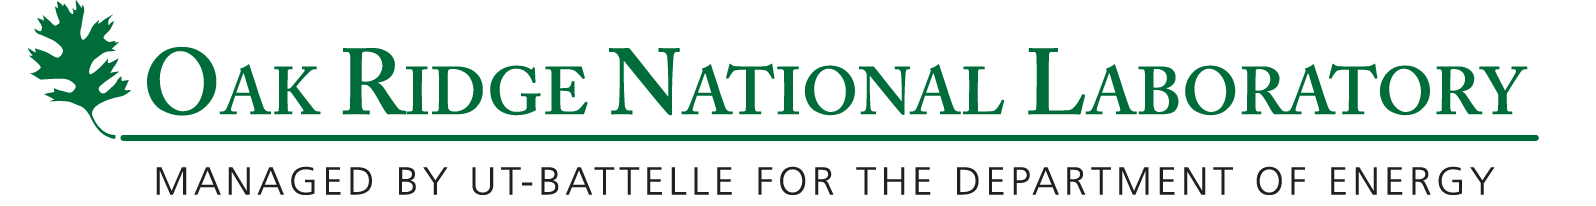 OAK RIDGE NATIONAL LABORATORY
MANAGED BY UT-BATTELLE FOR THE DEPARTMENT OF ENERGY